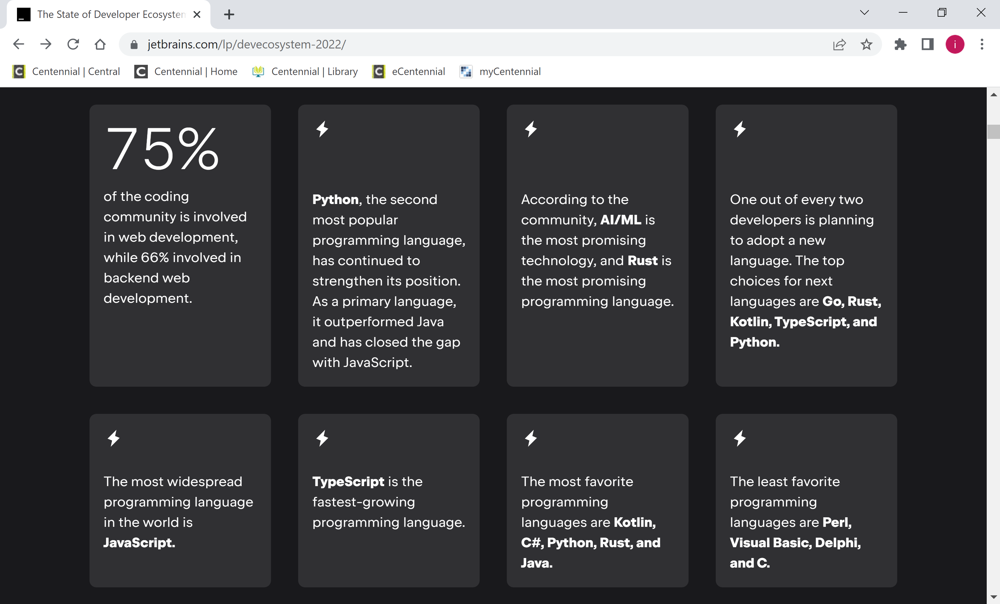 The State of Developer Ecosystem
jetbrains.com/lp/devecosystem-2022/
i
Centennial | Central
Centennial | Home
Centennial | Library
eCentennial
myCentennial
75%
of the coding
community is involved
in web development,
while 66% involved in
backend web
development.
Python, the second
most popular
programming language,
has continued to
strengthen its position.
As a primary language,
it outperformed Java
and has closed the gap
with JavaScript.
According to the
community, AI/ML is
the most promising
technology, and Rust is
the most promising
programming language.
One out of every two
developers is planning
to adopt a new
language. The top
choices for next
languages are Go, Rust,
Kotlin, TypeScript, and
Python.
The most widespread
programming language
in the world is
JavaScript.
TypeScript is the
fastest-growing
programming language.
The most favorite
programming
languages are Kotlin,
C#, Python, Rust, and
Java.
The least favorite
programming
languages are Perl,
Visual Basic, Delphi,
and C.